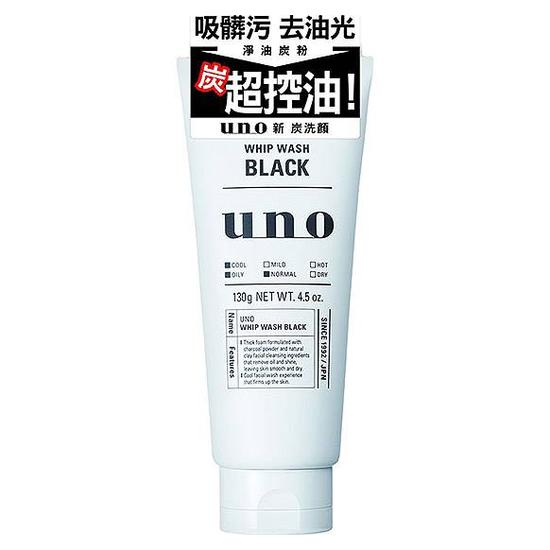 吸髒污 去油光
淨油炭粉
炭超控油!
uno 新 炭洗顏
WHIP WASH
BLACK
uno
■COOL □MILD □HOT
■OILY ■NORMAL □DRY
130g NET WT. 4.5 oz.
Name
UNO
WHIP WASH BLACK
Features
Thick foam formulated with
charcoal powder and natural
clay facial cleansing ingredients
that remove oil and shine,
leaving skin smooth and dry.
Cool facial wash experience
that firms up the skin.
SINCE 1992 / JPN